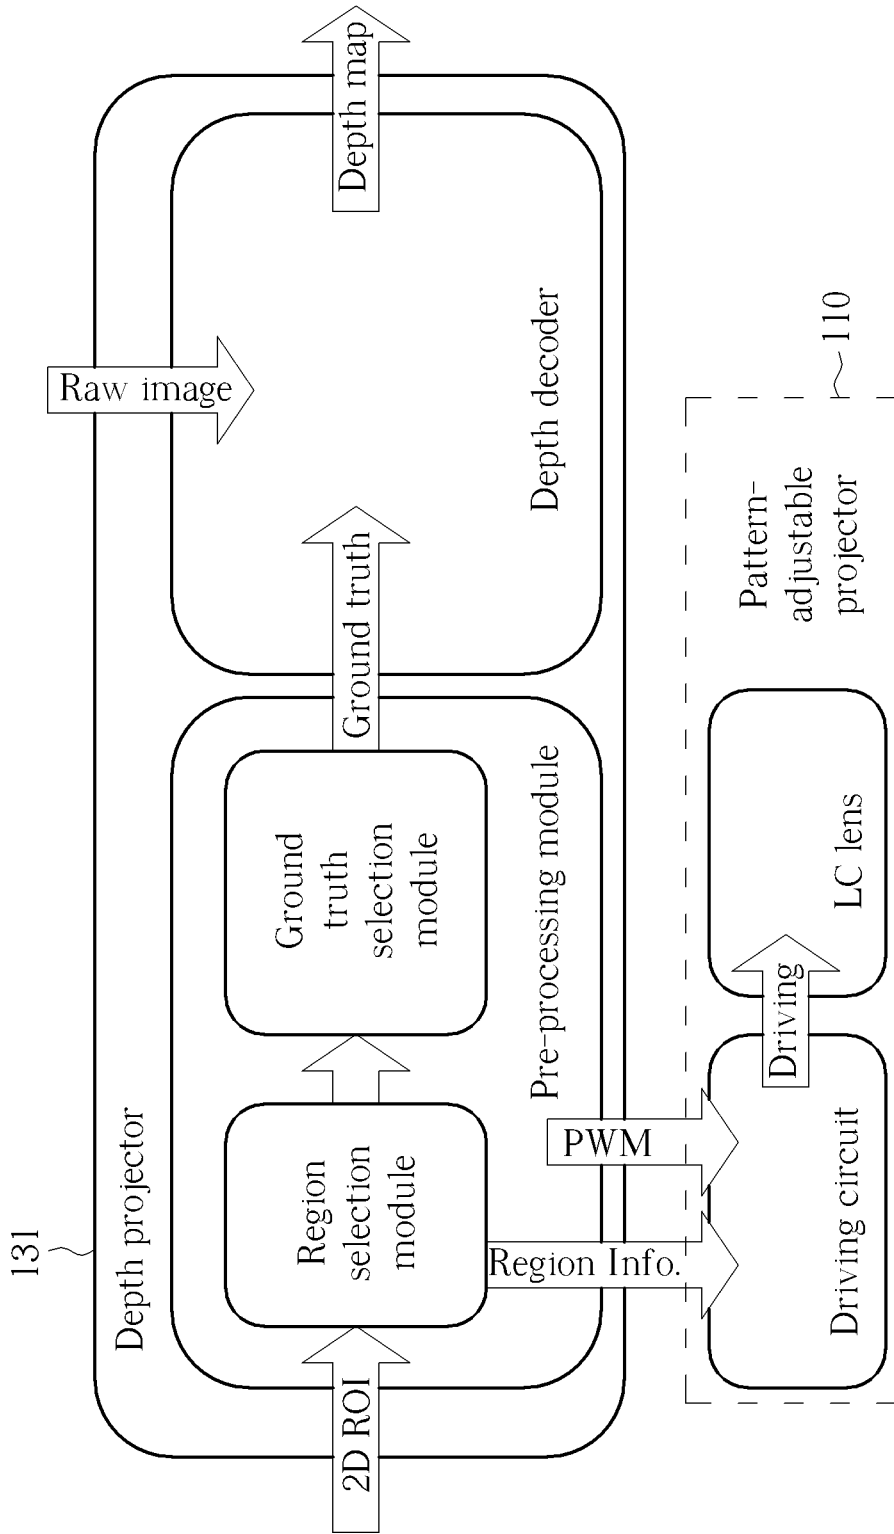 131
Depth projector
2D ROI
Region
selection
module
Ground
truth
selection
module
Pre-processing module
Ground truth
Raw image
Depth decoder
Depth map
Region Info.
PWM
Driving circuit
Driving
LC lens
Pattern-
adjustable
projector
110